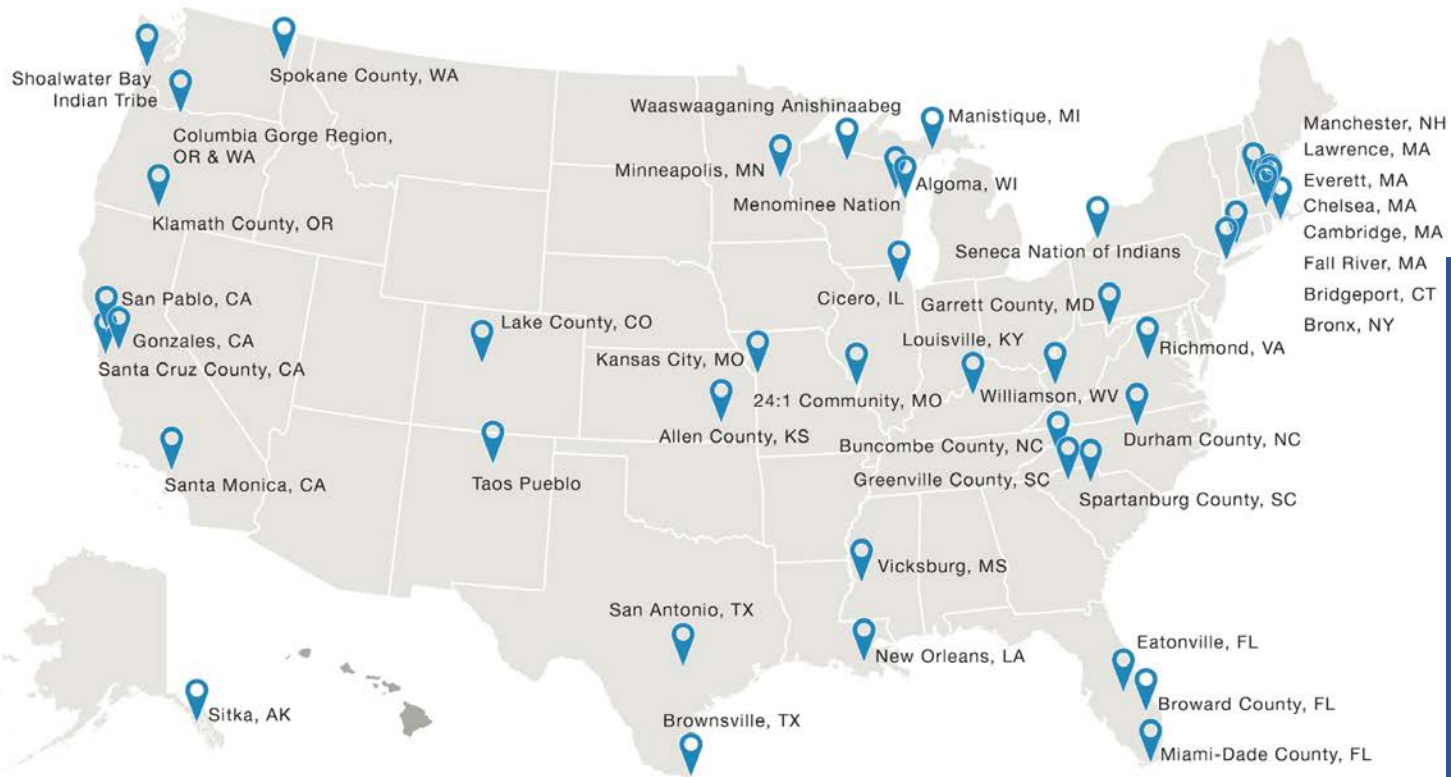 Shoalwater Bay
Indian Tribe
Spokane County, WA
Columbia Gorge Region,
OR & WA
Klamath County, OR
San Pablo, CA
Gonzales, CA
Santa Cruz County, CA
Santa Monica, CA
Lake County, CO
Taos Pueblo
Waaswaaganing Anishinaabeg
Manistique, MI
Minneapolis, MN
Algoma, WI
Menominee Nation
Cicero, IL
Seneca Nation of Indians
Garrett County, MD
Louisville, KY
Kansas City, MO
24:1 Community, MO
Allen County, KS
Williamson, WV
Richmond, VA
Buncombe County, NC
Durham County, NC
Greenville County, SC
Spartanburg County, SC
Manchester, NH
Lawrence, MA
Everett, MA
Chelsea, MA
Cambridge, MA
Fall River, MA
Bridgeport, CT
Bronx, NY
Vicksburg, MS
San Antonio, TX
New Orleans, LA
Brownsville, TX
Eatonville, FL
Broward County, FL
Miami-Dade County, FL
Sitka, AK